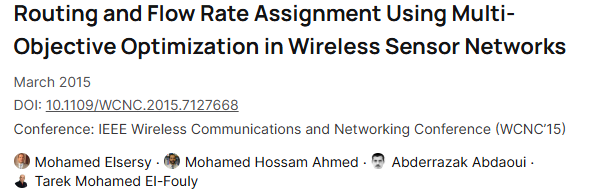 Routing and Flow Rate Assignment Using Multi-
Objective Optimization in Wireless Sensor Networks
March 2015
DOI: 10.1109/WCNC.2015.7127668
Conference: IEEE Wireless Communications and Networking Conference (WCNC'15)
Mohamed Elsersy · Mohamed Hossam Ahmed · Abderrazak Abdaoui ·
Tarek Mohamed El-Fouly